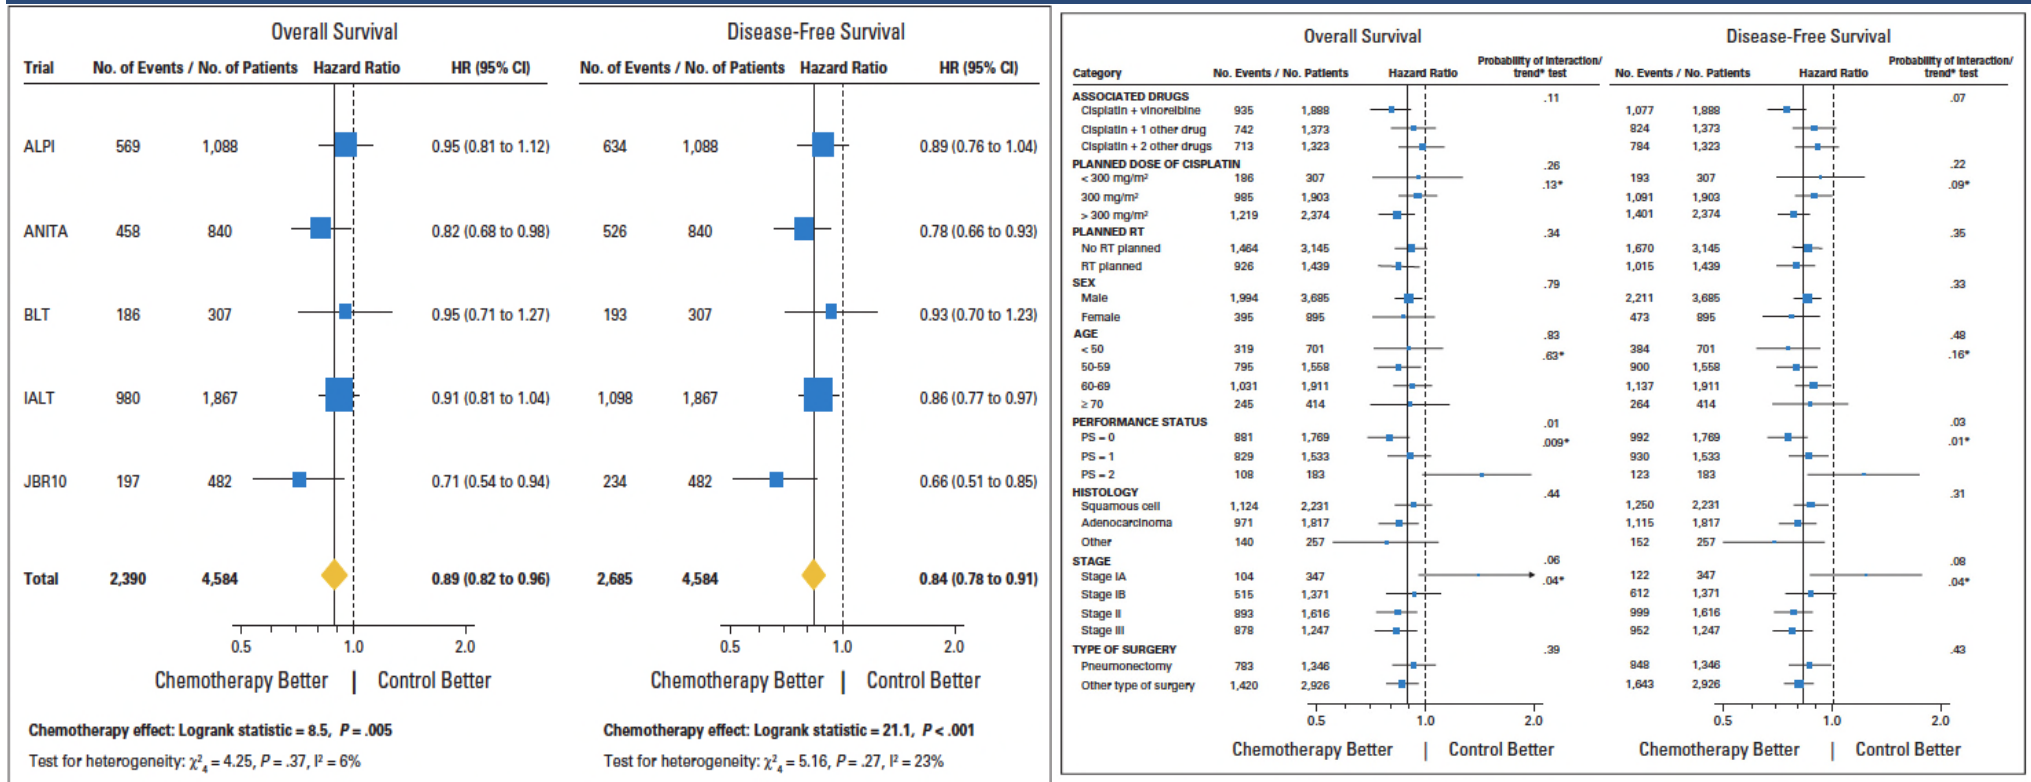 Overall Survival Disease-Free Survival
Trial No. of Events / No. of Patients Hazard Ratio HR (95% CI) No. of Events / No. of Patients Hazard Ratio HR (95% CI)
ALPI 569 1,088 0.95 (0.81 to 1.12) 634 1,088 0.89 (0.76 to 1.04)
ANITA 458 840 0.82 (0.68 to 0.98) 526 840 0.78 (0.66 to 0.93)
BLT 186 307 0.95 (0.71 to 1.27) 193 307 0.93 (0.70 to 1.23)
IALT 980 1,867 0.91 (0.81 to 1.04) 1,098 1,867 0.86 (0.77 to 0.97)
JBR10 197 482 0.71 (0.54 to 0.94) 234 482 0.66 (0.51 to 0.85)
Total 2,390 4,584 0.89 (0.82 to 0.96) 2,685 4,584 0.84 (0.78 to 0.91)
0.5 1.0 2.0 0.5 1.0 2.0
Chemotherapy Better | Control Better Chemotherapy Better | Control Better
Chemotherapy effect: Logrank statistic = 8.5, P = .005 Chemotherapy effect: Logrank statistic = 21.1, P < .001
Test for heterogeneity: χ²₄ = 4.25, P = .37, I² = 6% Test for heterogeneity: χ²₄ = 5.16, P = .27, I² = 23%
Overall Survival Disease-Free Survival
Probability of Interaction/ Probability of Interaction/
Category No. Events / No. Patients Hazard Ratio trend* test No. Events / No. Patients Hazard Ratio trend* test
ASSOCIATED DRUGS .11 .07
Cisplatin + vinorelbine 935 1,888 1,077 1,888
Cisplatin + 1 other drug 742 1,373 824 1,373
Cisplatin + 2 other drugs 713 1,323 784 1,323
PLANNED DOSE OF CISPLATIN .26 .22
< 300 mg/m² 186 307 .13* 193 307 .09*
300 mg/m² 985 1,903 1,091 1,903
> 300 mg/m² 1,219 2,374 1,401 2,374
PLANNED RT .34 .35
No RT planned 1,464 3,145 1,670 3,145
RT planned 926 1,439 1,015 1,439
SEX .79 .33
Male 1,994 3,685 2,211 3,685
Female 395 895 473 895
AGE .83 .48
< 50 319 701 .63* 384 701 .16*
50-59 795 1,558 900 1,558
60-69 1,031 1,911 1,137 1,911
≥ 70 245 414 264 414
PERFORMANCE STATUS .01 .03
PS = 0 881 1,769 .009* 992 1,769 .01*
PS = 1 829 1,533 930 1,533
PS = 2 108 183 123 183
HISTOLOGY .44 .31
Squamous cell 1,124 2,231 1,250 2,231
Adenocarcinoma 971 1,817 1,115 1,817
Other 140 257 152 257
STAGE .06 .08
Stage IA 104 347 .04* 122 347 .04*
Stage IB 515 1,371 612 1,371
Stage II 893 1,616 999 1,616
Stage III 878 1,247 952 1,247
TYPE OF SURGERY .39 .43
Pneumonectomy 783 1,346 848 1,346
Other type of surgery 1,420 2,926 1,643 2,926
0.5 1.0 2.0 0.5 1.0 2.0
Chemotherapy Better | Control Better Chemotherapy Better | Control Better